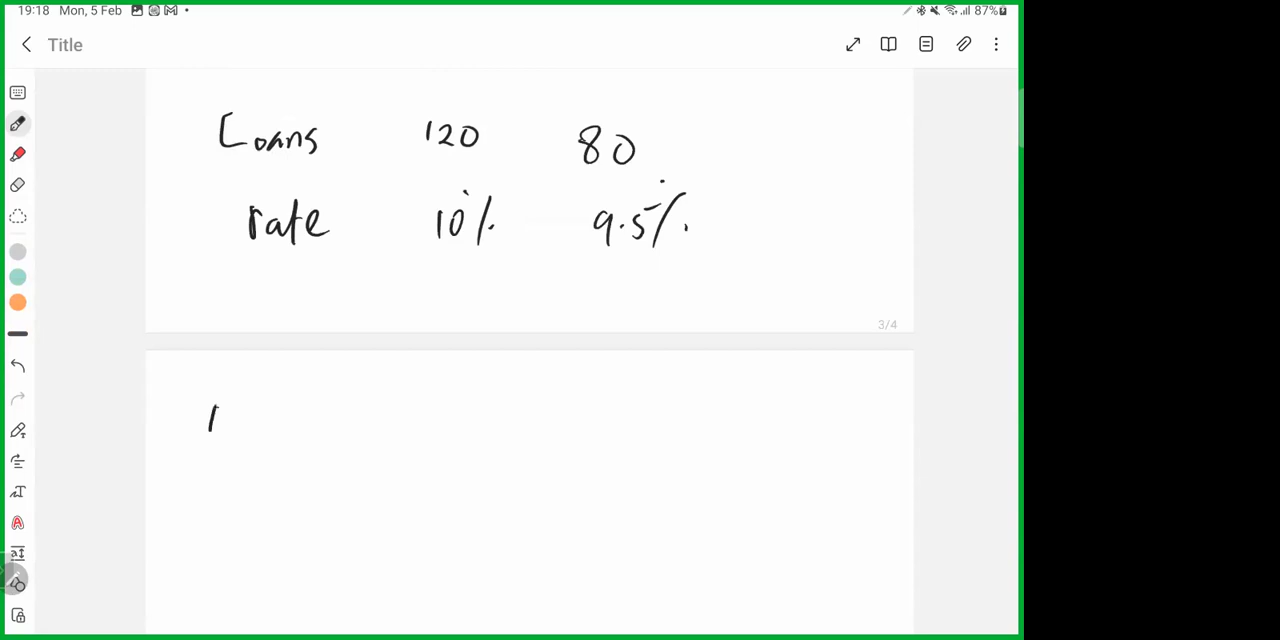 19:18 Mon, 5 Feb
87%
Title
Loans 120 80
rate 10% 9.5%
3/4